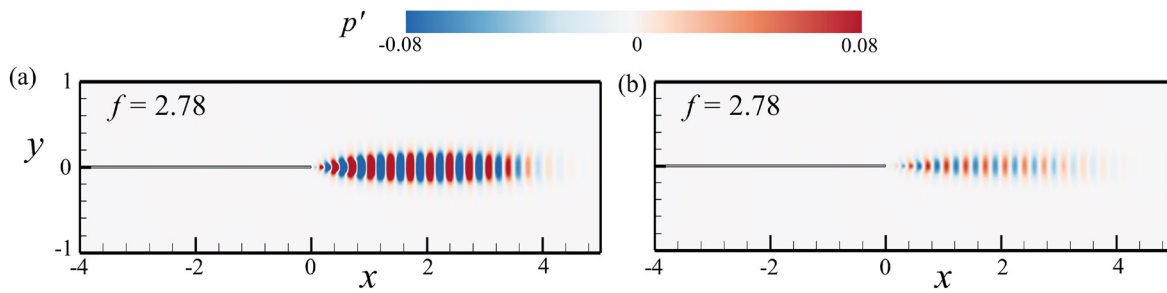 p′
-0.08 0 0.08
(a) (b)
f = 2.78 f = 2.78
1
y 0
-1
-4 -2 0 2 4 -4 -2 0 2 4
x x